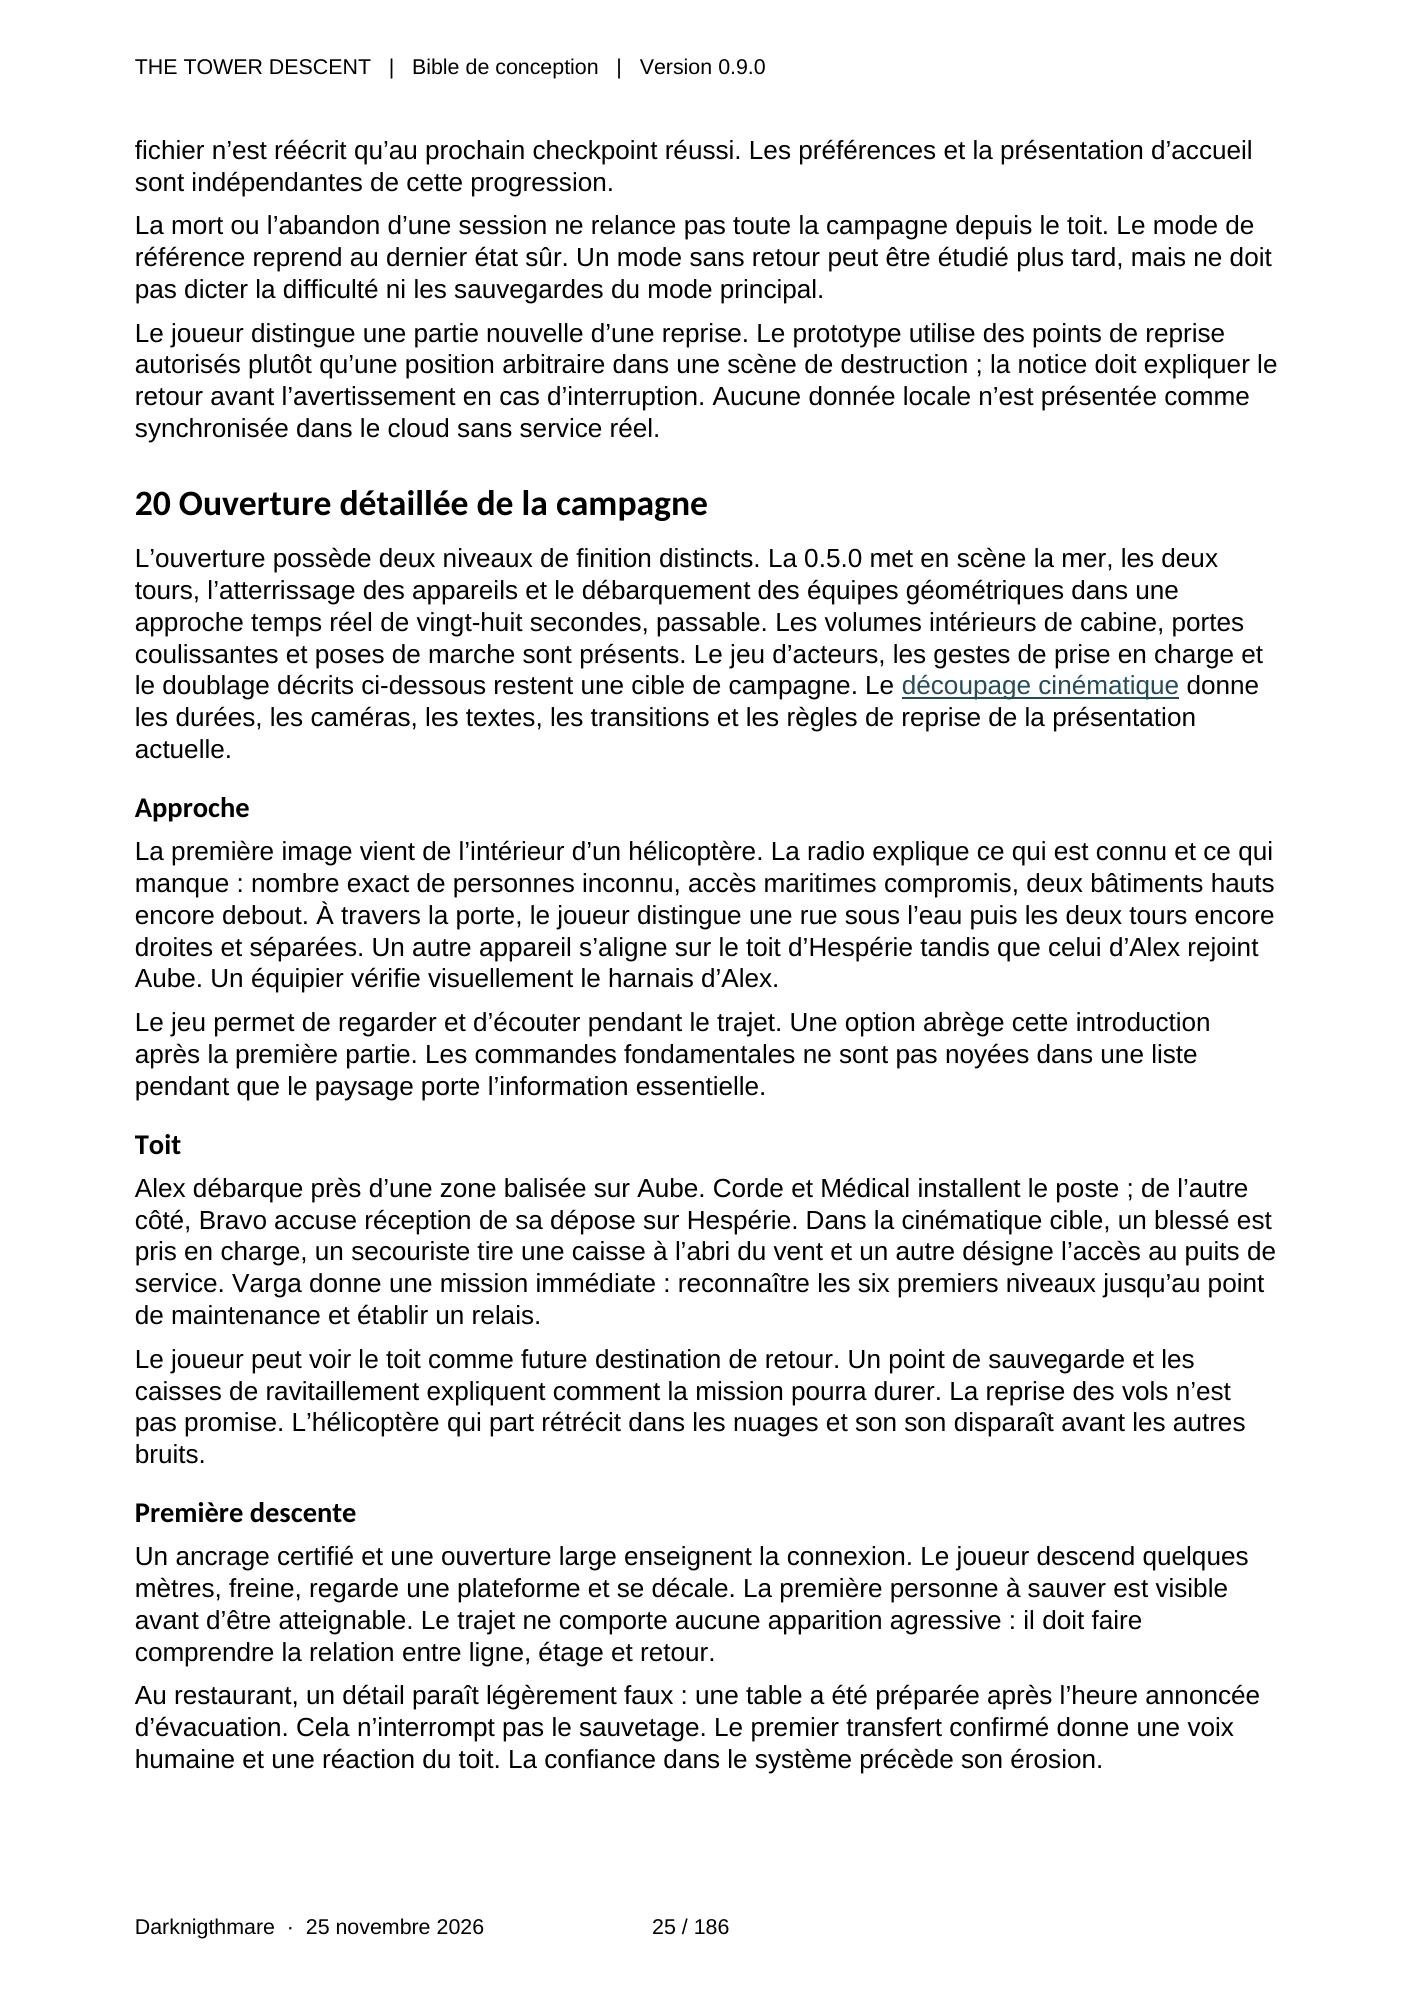 THE TOWER DESCENT | Bible de conception | Version 0.9.0
fichier n’est réécrit qu’au prochain checkpoint réussi. Les préférences et la présentation d’accueil
sont indépendantes de cette progression.
La mort ou l’abandon d’une session ne relance pas toute la campagne depuis le toit. Le mode de
référence reprend au dernier état sûr. Un mode sans retour peut être étudié plus tard, mais ne doit
pas dicter la difficulté ni les sauvegardes du mode principal.
Le joueur distingue une partie nouvelle d’une reprise. Le prototype utilise des points de reprise
autorisés plutôt qu’une position arbitraire dans une scène de destruction ; la notice doit expliquer le
retour avant l’avertissement en cas d’interruption. Aucune donnée locale n’est présentée comme
synchronisée dans le cloud sans service réel.
20 Ouverture détaillée de la campagne
L’ouverture possède deux niveaux de finition distincts. La 0.5.0 met en scène la mer, les deux
tours, l’atterrissage des appareils et le débarquement des équipes géométriques dans une
approche temps réel de vingt-huit secondes, passable. Les volumes intérieurs de cabine, portes
coulissantes et poses de marche sont présents. Le jeu d’acteurs, les gestes de prise en charge et
le doublage décrits ci-dessous restent une cible de campagne. Le découpage cinématique donne
les durées, les caméras, les textes, les transitions et les règles de reprise de la présentation
actuelle.
Approche
La première image vient de l’intérieur d’un hélicoptère. La radio explique ce qui est connu et ce qui
manque : nombre exact de personnes inconnu, accès maritimes compromis, deux bâtiments hauts
encore debout. À travers la porte, le joueur distingue une rue sous l’eau puis les deux tours encore
droites et séparées. Un autre appareil s’aligne sur le toit d’Hespérie tandis que celui d’Alex rejoint
Aube. Un équipier vérifie visuellement le harnais d’Alex.
Le jeu permet de regarder et d’écouter pendant le trajet. Une option abrège cette introduction
après la première partie. Les commandes fondamentales ne sont pas noyées dans une liste
pendant que le paysage porte l’information essentielle.
Toit
Alex débarque près d’une zone balisée sur Aube. Corde et Médical installent le poste ; de l’autre
côté, Bravo accuse réception de sa dépose sur Hespérie. Dans la cinématique cible, un blessé est
pris en charge, un secouriste tire une caisse à l’abri du vent et un autre désigne l’accès au puits de
service. Varga donne une mission immédiate : reconnaître les six premiers niveaux jusqu’au point
de maintenance et établir un relais.
Le joueur peut voir le toit comme future destination de retour. Un point de sauvegarde et les
caisses de ravitaillement expliquent comment la mission pourra durer. La reprise des vols n’est
pas promise. L’hélicoptère qui part rétrécit dans les nuages et son son disparaît avant les autres
bruits.
Première descente
Un ancrage certifié et une ouverture large enseignent la connexion. Le joueur descend quelques
mètres, freine, regarde une plateforme et se décale. La première personne à sauver est visible
avant d’être atteignable. Le trajet ne comporte aucune apparition agressive : il doit faire
comprendre la relation entre ligne, étage et retour.
Au restaurant, un détail paraît légèrement faux : une table a été préparée après l’heure annoncée
d’évacuation. Cela n’interrompt pas le sauvetage. Le premier transfert confirmé donne une voix
humaine et une réaction du toit. La confiance dans le système précède son érosion.
Darknigthmare · 25 novembre 2026 25 / 186